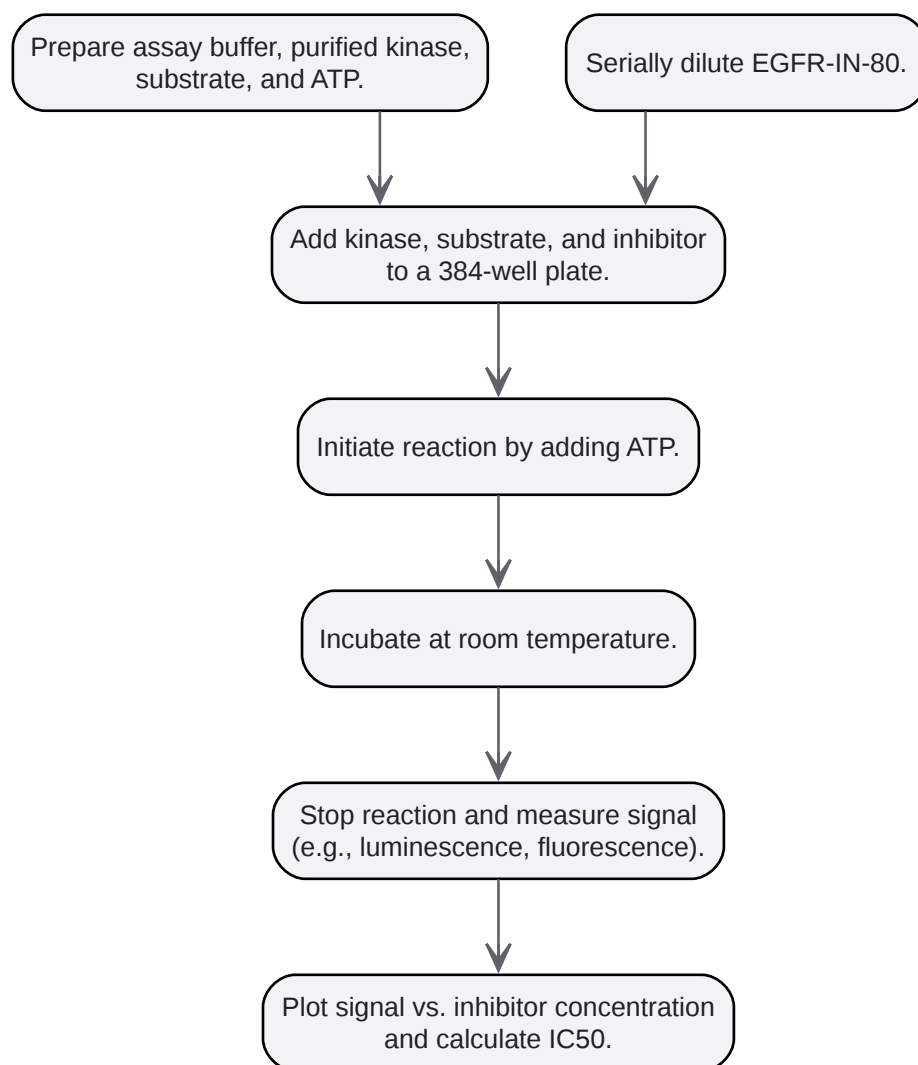 Prepare assay buffer, purified kinase,
substrate, and ATP.
Serially dilute EGFR-IN-80.
Add kinase, substrate, and inhibitor
to a 384-well plate.
Initiate reaction by adding ATP.
Incubate at room temperature.
Stop reaction and measure signal
(e.g., luminescence, fluorescence).
Plot signal vs. inhibitor concentration
and calculate IC50.